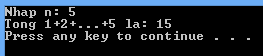 Nhap n: 5
Tong 1+2+...+5 la: 15
Press any key to continue . . .